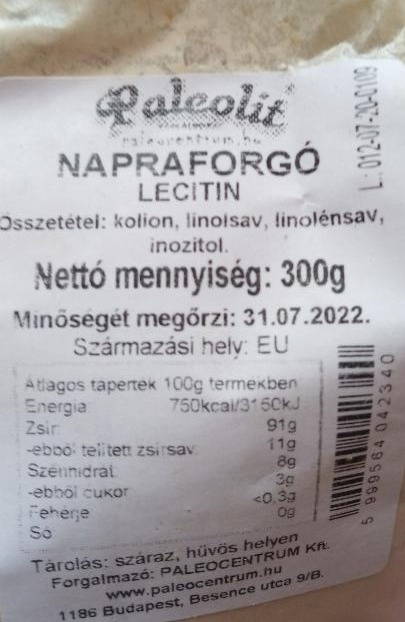 Paleolit
paleocentrum.hu
NAPRAFORGÓ
LECITIN
Összetétel: kolion, linolsav, linolénsav,
inozitol.
Nettó mennyiség: 300g
Minőségét megőrzi: 31.07.2022.
Származási hely: EU
Átlagos tápérték 100g termékben
Energia 750kcal/3150kJ
Zsír 91g
-ebből telített zsírsav 11g
Szénhidrát 8g
-ebből cukor 3g
Fehérje <0.3g
Só 0g
Tárolás: száraz, hűvös helyen
Forgalmazó: PALEOCENTRUM Kft.
www.paleocentrum.hu
1186 Budapest, Besence utca 9/B.
L: 012-07-20-0109
5 999564 042340